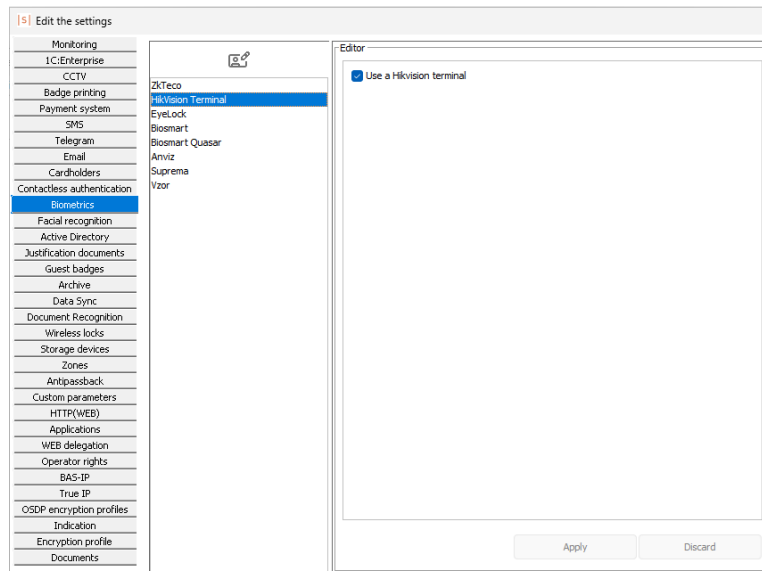 |S| Edit the settings
Monitoring
1C:Enterprise
CCTV
Badge printing
Payment system
SMS
Telegram
Email
Cardholders
Contactless authentication
Biometrics
Facial recognition
Active Directory
Justification documents
Guest badges
Archive
Data Sync
Document Recognition
Wireless locks
Storage devices
Zones
Antipassback
Custom parameters
HTTP(WEB)
Applications
WEB delegation
Operator rights
BAS-IP
True IP
OSDP encryption profiles
Indication
Encryption profile
Documents
ZkTeco
HikVision Terminal
EyeLock
Biosmart
Biosmart Quasar
Anviz
Suprema
Vzor
Editor
Use a Hikvision terminal
Apply
Discard